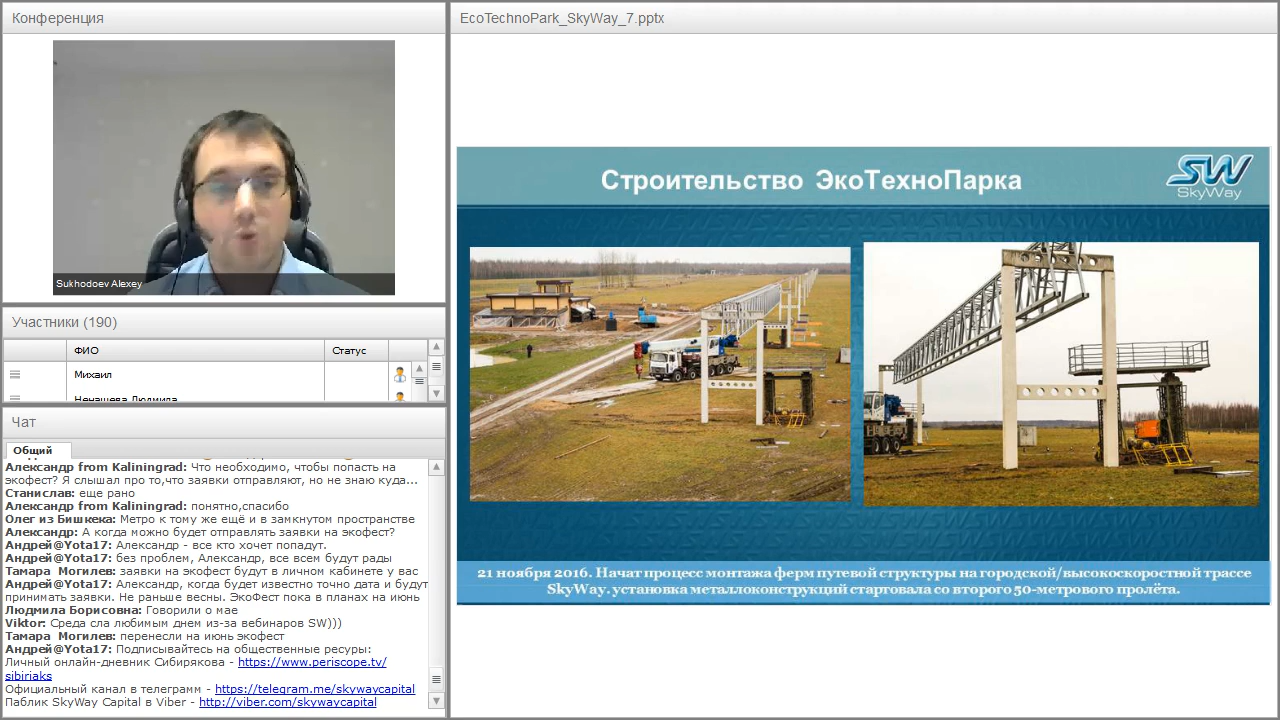 Конференция
Sukhodoev Alexey
Участники (190)
ФИО
Статус
Михаил
Ненашева Людмила
Чат
Общий
Александр from Kaliningrad: Что необходимо, чтобы попасть на
экофест? Я слышал про то,что заявки отправляют, но не знаю куда...
Станислав: еще рано
Александр from Kaliningrad: понятно,спасибо
Олег из Бишкека: Метро к тому же ещё и в замкнутом пространстве
Александр: А когда можно будет отправлять заявки на экофест?
Андрей@Yota17: Александр - все кто хочет попадут.
Андрей@Yota17: без проблем, Александр, все всем будут рады
Тамара Могилев: заявки на экофест будут в личном кабинете у вас
Андрей@Yota17: Александр, когда будет известно точно дата и будут
принимать заявки. Не раньше весны. ЭкоФест пока в планах на июнь
Людмила Борисовна: Говорили о мае
Viktor: Среда сла любимым днем из-за вебинаров SW)))
Тамара Могилев: перенесли на июнь экофест
Андрей@Yota17: Подписывайтесь на общественные ресуры:
Личный онлайн-дневник Сибирякова - https://www.periscope.tv/
sibiriaks
Официальный канал в телеграмм - https://telegram.me/skywaycapital
Паблик SkyWay Capital в Viber - http://viber.com/skywaycapital
EcoTechnoPark_SkyWay_7.pptx
Строительство ЭкоТехноПарка
SW
SkyWay
21 ноября 2016. Начат процесс монтажа ферм путевой структуры на городской/высокоскоростной трассе
SkyWay. установка металлоконструкций стартовала со второго 50-метрового пролёта.